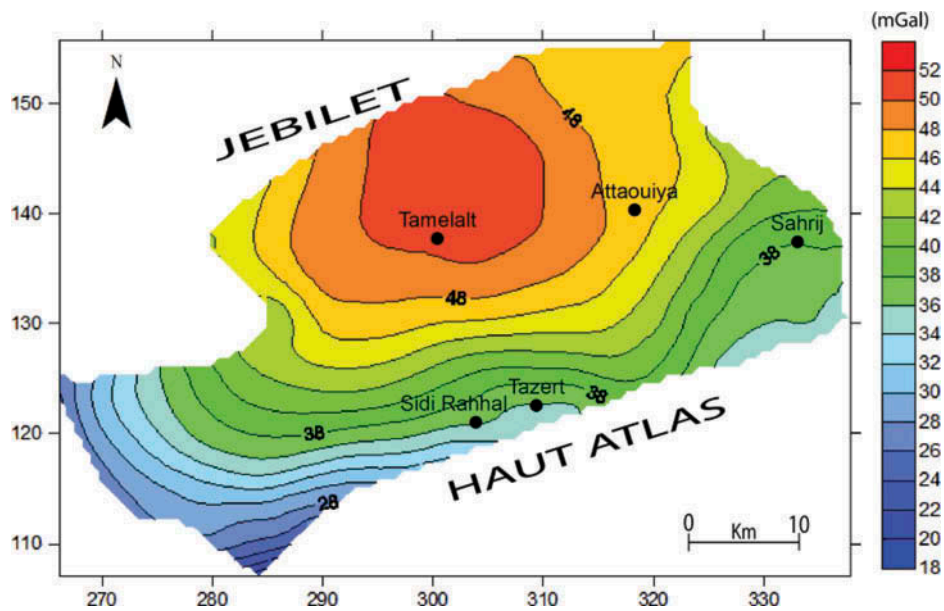 (mGal)
N
JEBILET
52
50
48
46
44
42
40
38
36
34
32
30
28
26
24
22
20
18
150
140
130
120
110
48
Attaouiya
Tamelalt
Sahrij
38
48
38
Tazert
Sidi Rahhal
38
HAUT ATLAS
28
0 10
Km
270 280 290 300 310 320 330